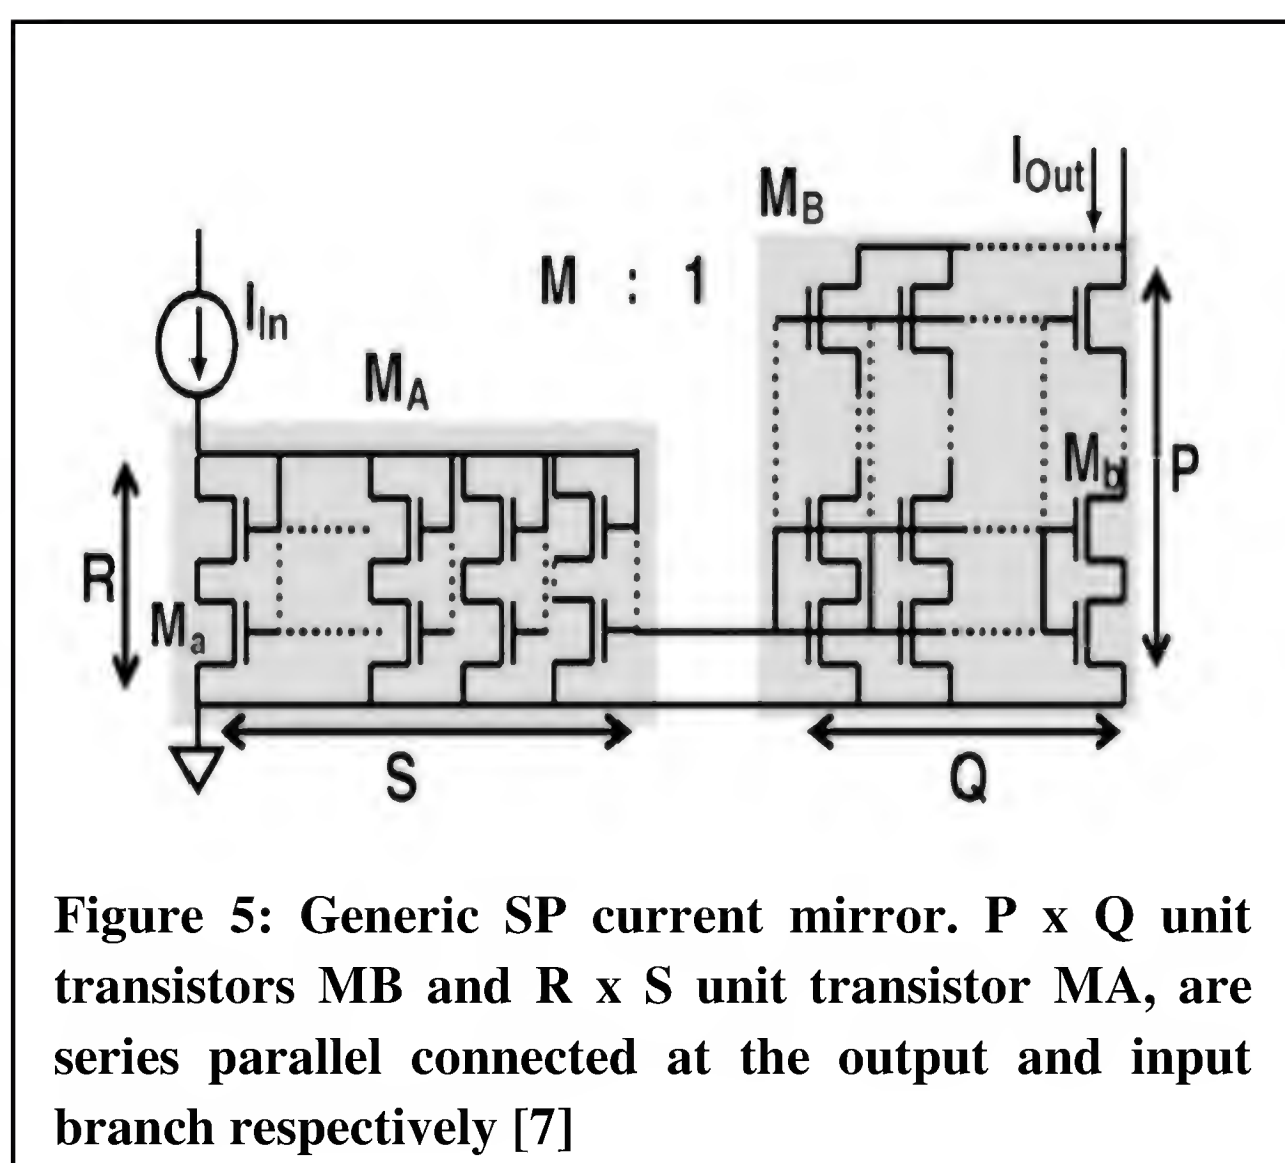 I_Out
M_B
M : 1
I_In
M_A
M_b
P
R
M_a
S
Q
Figure 5: Generic SP current mirror. P x Q unit
transistors MB and R x S unit transistor MA, are
series parallel connected at the output and input
branch respectively [7]